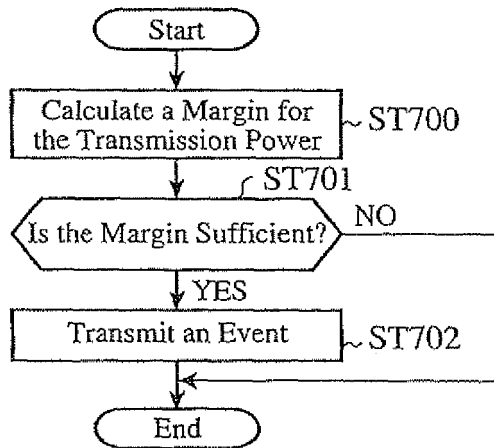 Start
Calculate a Margin for
the Transmission Power
ST700
ST701
Is the Margin Sufficient?
NO
YES
Transmit an Event
ST702
End